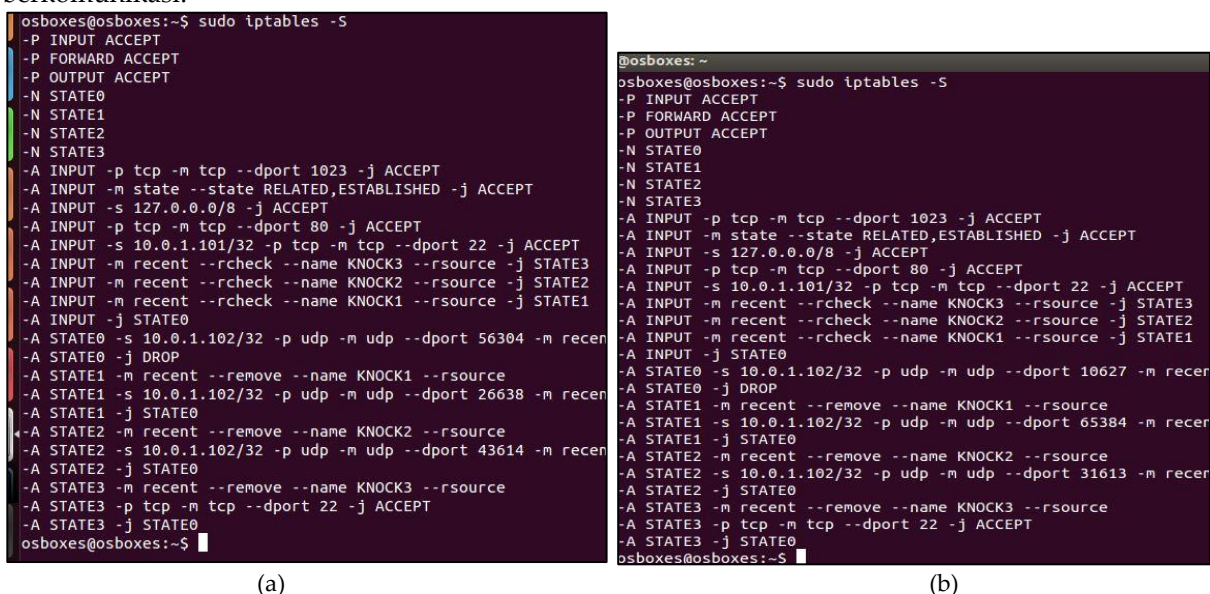 berkomunikasi.
osboxes@osboxes:~$ sudo iptables -S
-P INPUT ACCEPT
-P FORWARD ACCEPT
-P OUTPUT ACCEPT
-N STATE0
-N STATE1
-N STATE2
-N STATE3
-A INPUT -p tcp -m tcp --dport 1023 -j ACCEPT
-A INPUT -m state --state RELATED,ESTABLISHED -j ACCEPT
-A INPUT -s 127.0.0.0/8 -j ACCEPT
-A INPUT -p tcp -m tcp --dport 80 -j ACCEPT
-A INPUT -s 10.0.1.101/32 -p tcp -m tcp --dport 22 -j ACCEPT
-A INPUT -m recent --rcheck --name KNOCK3 --rsource -j STATE3
-A INPUT -m recent --rcheck --name KNOCK2 --rsource -j STATE2
-A INPUT -m recent --rcheck --name KNOCK1 --rsource -j STATE1
-A INPUT -j STATE0
-A STATE0 -s 10.0.1.102/32 -p udp -m udp --dport 56304 -m recen
-A STATE0 -j DROP
-A STATE1 -m recent --remove --name KNOCK1 --rsource
-A STATE1 -s 10.0.1.102/32 -p udp -m udp --dport 26638 -m recen
-A STATE1 -j STATE0
-A STATE2 -m recent --remove --name KNOCK2 --rsource
-A STATE2 -s 10.0.1.102/32 -p udp -m udp --dport 43614 -m recen
-A STATE2 -j STATE0
-A STATE3 -m recent --remove --name KNOCK3 --rsource
-A STATE3 -p tcp -m tcp --dport 22 -j ACCEPT
-A STATE3 -j STATE0
osboxes@osboxes:~$
(a)
@osboxes: ~
osboxes@osboxes:~$ sudo iptables -S
-P INPUT ACCEPT
-P FORWARD ACCEPT
-P OUTPUT ACCEPT
-N STATE0
-N STATE1
-N STATE2
-N STATE3
-A INPUT -p tcp -m tcp --dport 1023 -j ACCEPT
-A INPUT -m state --state RELATED,ESTABLISHED -j ACCEPT
-A INPUT -s 127.0.0.0/8 -j ACCEPT
-A INPUT -p tcp -m tcp --dport 80 -j ACCEPT
-A INPUT -s 10.0.1.101/32 -p tcp -m tcp --dport 22 -j ACCEPT
-A INPUT -m recent --rcheck --name KNOCK3 --rsource -j STATE3
-A INPUT -m recent --rcheck --name KNOCK2 --rsource -j STATE2
-A INPUT -m recent --rcheck --name KNOCK1 --rsource -j STATE1
-A INPUT -j STATE0
-A STATE0 -s 10.0.1.102/32 -p udp -m udp --dport 10627 -m recen
-A STATE0 -j DROP
-A STATE1 -m recent --remove --name KNOCK1 --rsource
-A STATE1 -s 10.0.1.102/32 -p udp -m udp --dport 65384 -m recen
-A STATE1 -j STATE0
-A STATE2 -m recent --remove --name KNOCK2 --rsource
-A STATE2 -s 10.0.1.102/32 -p udp -m udp --dport 31613 -m recen
-A STATE2 -j STATE0
-A STATE3 -m recent --remove --name KNOCK3 --rsource
-A STATE3 -p tcp -m tcp --dport 22 -j ACCEPT
-A STATE3 -j STATE0
osboxes@osboxes:~$
(b)